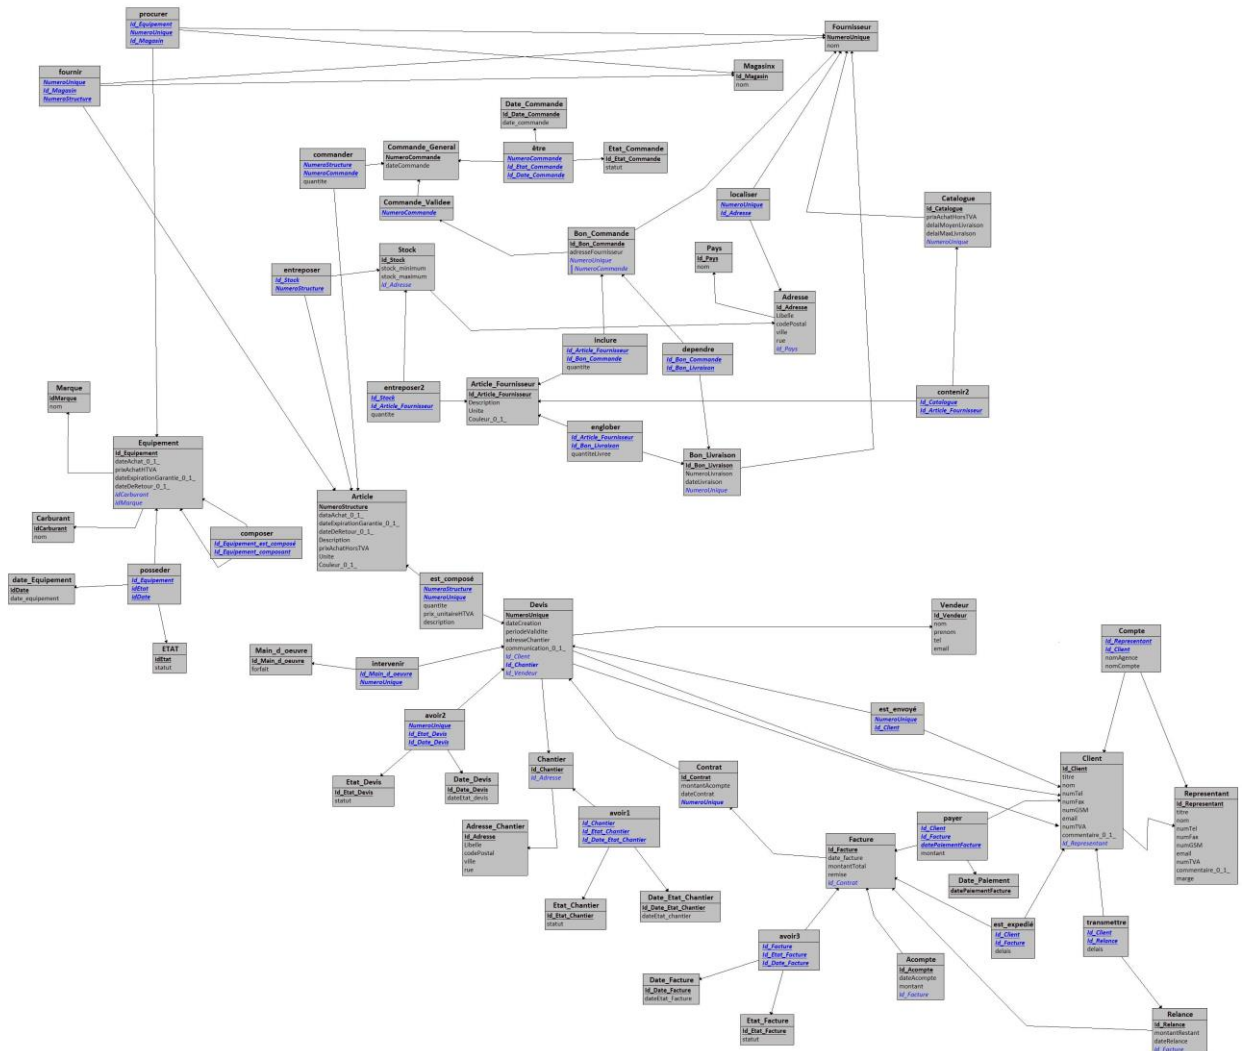 procurer
Id_Equipement
NumeroUnique
Id_Magasin
Fournisseur
NumeroUnique
nom
fournir
NumeroUnique
Id_Magasin
NumeroStructure
Magasinx
Id_Magasin
nom
Date_Commande
Id_Date_Commande
date_commande
commander
NumeroStructure
NumeroCommande
quantite
Commande_General
NumeroCommande
dateCommande
être
NumeroCommande
Id_Etat_Commande
Id_Date_Commande
Etat_Commande
Id_Etat_Commande
statut
Commande_Validee
NumeroCommande
localiser
NumeroUnique
Id_Adresse
Catalogue
Id_Catalogue
prixAchatHorsTVA
delaiMoyenLivraison
delaiMaxLivraison
NumeroUnique
Bon_Commande
Id_Bon_Commande
adresseFournisseur
NumeroUnique
NumeroCommande
Stock
Id_Stock
stock_minimum
stock_maximum
Id_Adresse
entreposer
Id_Stock
NumeroStructure
Pays
Id_Pays
nom
Adresse
Id_Adresse
Libelle
codePostal
ville
rue
Id_Pays
Inclure
Id_Article_Fournisseur
Id_Bon_Commande
quantite
dependre
Id_Bon_Commande
Id_Bon_Livraison
entreposer2
Id_Stock
Id_Article_Fournisseur
quantite
Article_Fournisseur
Id_Article_Fournisseur
Description
Unite
Couleur_0_1_
contenir2
Id_Catalogue
Id_Article_Fournisseur
Marque
idMarque
nom
englober
Id_Article_Fournisseur
Id_Bon_Livraison
quantiteLivree
Bon_Livraison
Id_Bon_Livraison
NumeroLivraison
dateLivraison
NumeroUnique
Equipement
Id_Equipement
dateAchat_0_1_
prixAchatHTVA
dateExpirationGarantie_0_1_
dateDeRetour_0_1_
idCarburant
idMarque
Article
NumeroStructure
dataAchat_0_1_
dateExpirationGarantie_0_1_
dateDeRetour_0_1_
Description
prixAchatHorsTVA
Unite
Couleur_0_1_
Carburant
idCarburant
nom
composer
Id_Equipement_est_composé
Id_Equipement_composant
date_Equipement
idDate
date_equipement
posseder
Id_Equipement
idEtat
idDate
est_composé
NumeroStructure
NumeroUnique
quantite
prix_unitaireHTVA
description
Devis
NumeroUnique
dateCreation
periodeValidite
adresseChantier
communication_0_1_
Id_Client
Id_Chantier
Id_Vendeur
Vendeur
Id_Vendeur
nom
prenom
tel
email
ETAT
idEtat
statut
Main_d_oeuvre
Id_Main_d_oeuvre
forfait
intervenir
Id_Main_d_oeuvre
NumeroUnique
Compte
Id_Representant
Id_Client
nomAgence
nomCompte
avoir2
NumeroUnique
Id_Etat_Devis
Id_Date_Devis
est_envoyé
NumeroUnique
Id_Client
Etat_Devis
Id_Etat_Devis
statut
Date_Devis
Id_Date_Devis
dateEtat_devis
Chantier
Id_Chantier
Id_Adresse
Contrat
Id_Contrat
montantAcompte
dateContrat
NumeroUnique
Client
Id_Client
titre
nom
numTel
numFax
numGSM
email
numTVA
commentaire_0_1_
Id_Representant
Representant
Id_Representant
titre
nom
numTel
numFax
numGSM
email
numTVA
commentaire_0_1_
marge
Adresse_Chantier
Id_Adresse
Libelle
codePostal
ville
rue
avoir1
Id_Chantier
Id_Etat_Chantier
Id_Date_Etat_Chantier
payer
Id_Client
Id_Facture
datePaiementFacture
montant
Facture
Id_Facture
date_facture
montantTotal
remise
Id_Contrat
Date_Paiement
datePaiementFacture
Etat_Chantier
Id_Etat_Chantier
statut
Date_Etat_Chantier
Id_Date_Etat_Chantier
dateEtat_chantier
est_expedié
Id_Client
Id_Facture
delais
transmettre
Id_Client
Id_Relance
delais
avoir3
Id_Facture
Id_Etat_Facture
Id_Date_Facture
Acompte
Id_Acompte
dateAcompte
montant
Id_Facture
Date_Facture
Id_Date_Facture
dateEtat_Facture
Etat_Facture
Id_Etat_Facture
statut
Relance
Id_Relance
montantRestant
dateRelance
Id_Facture